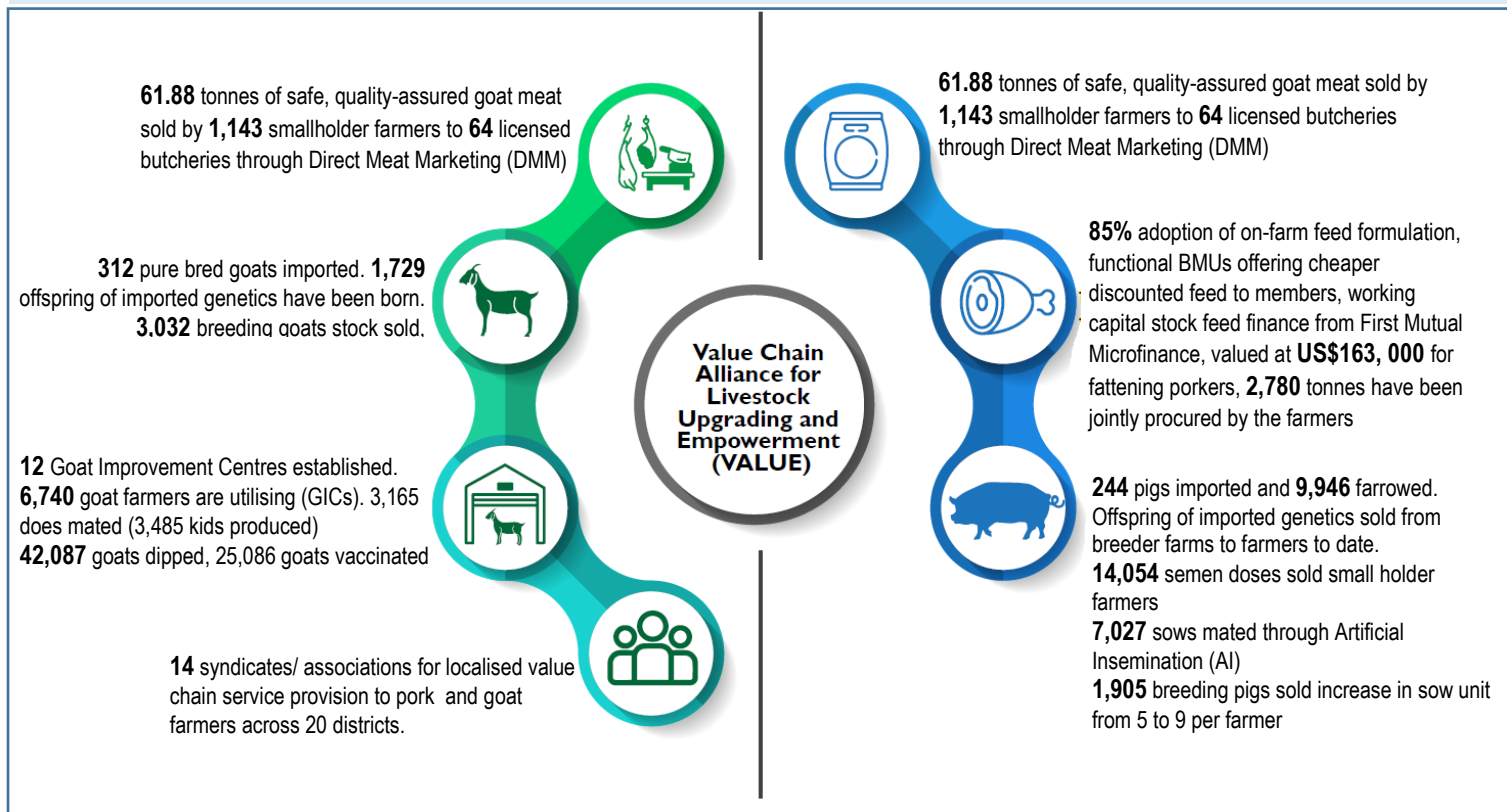 61.88 tonnes of safe, quality-assured goat meat
sold by 1,143 smallholder farmers to 64 licensed
butcheries through Direct Meat Marketing (DMM)
312 pure bred goats imported. 1,729
offspring of imported genetics have been born.
3,032 breeding goats stock sold.
12 Goat Improvement Centres established.
6,740 goat farmers are utilising (GICs). 3,165
does mated (3,485 kids produced)
42,087 goats dipped, 25,086 goats vaccinated
14 syndicates/ associations for localised value
chain service provision to pork and goat
farmers across 20 districts.
Value Chain
Alliance for
Livestock
Upgrading and
Empowerment
(VALUE)
61.88 tonnes of safe, quality-assured goat meat sold by
1,143 smallholder farmers to 64 licensed butcheries
through Direct Meat Marketing (DMM)
85% adoption of on-farm feed formulation,
functional BMUs offering cheaper
discounted feed to members, working
capital stock feed finance from First Mutual
Microfinance, valued at US$163, 000 for
fattening porkers, 2,780 tonnes have been
jointly procured by the farmers
244 pigs imported and 9,946 farrowed.
Offspring of imported genetics sold from
breeder farms to farmers to date.
14,054 semen doses sold small holder
farmers
7,027 sows mated through Artificial
Insemination (AI)
1,905 breeding pigs sold increase in sow unit
from 5 to 9 per farmer